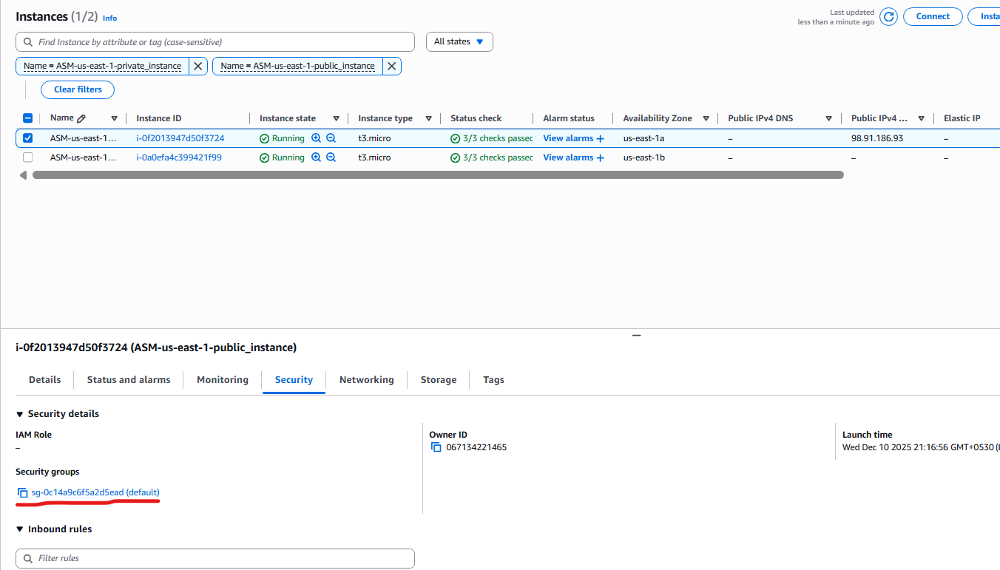 Instances (1/2) Info
Last updated
less than a minute ago
Connect
Insta
Find Instance by attribute or tag (case-sensitive)
All states
Name = ASM-us-east-1-private_instance
Name = ASM-us-east-1-public_instance
Clear filters
Name Instance ID Instance state Instance type Status check Alarm status Availability Zone Public IPv4 DNS Public IPv4 ... Elastic IP
ASM-us-east-1... i-0f2013947d50f3724 Running t3.micro 3/3 checks passed View alarms + us-east-1a – 98.91.186.93 –
ASM-us-east-1... i-0a0efa4c399421f99 Running t3.micro 3/3 checks passed View alarms + us-east-1b – – –
i-0f2013947d50f3724 (ASM-us-east-1-public_instance)
Details Status and alarms Monitoring Security Networking Storage Tags
Security details
IAM Role
–
Owner ID
067134221465
Launch time
Wed Dec 10 2025 21:16:56 GMT+0530 (I
Security groups
sg-0c14a9c6f5a2d5ead (default)
Inbound rules
Filter rules